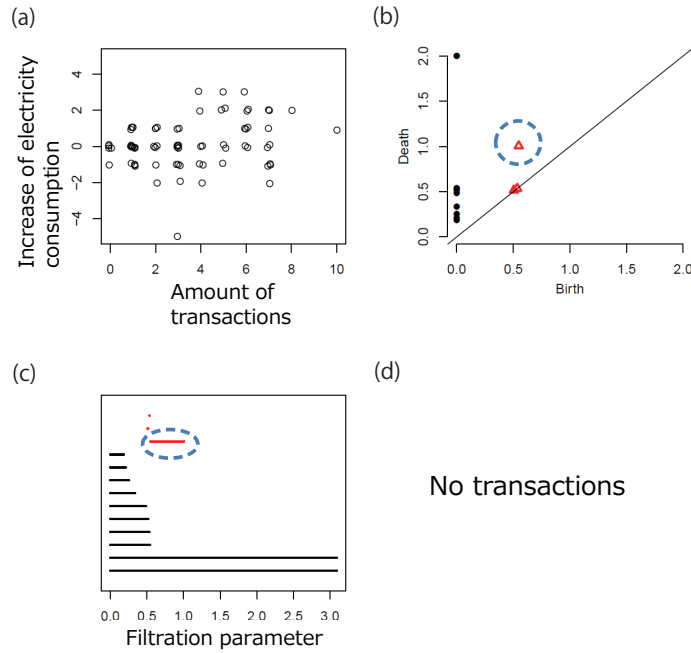 (a)
Increase of electricity
consumption
4
2
0
-2
-4
0 2 4 6 8 10
Amount of
transactions
(b)
Death
2.0
1.5
1.0
0.5
0.0
0.0 0.5 1.0 1.5 2.0
Birth
(c)
0.0 0.5 1.0 1.5 2.0 2.5 3.0
Filtration parameter
(d)
No transactions